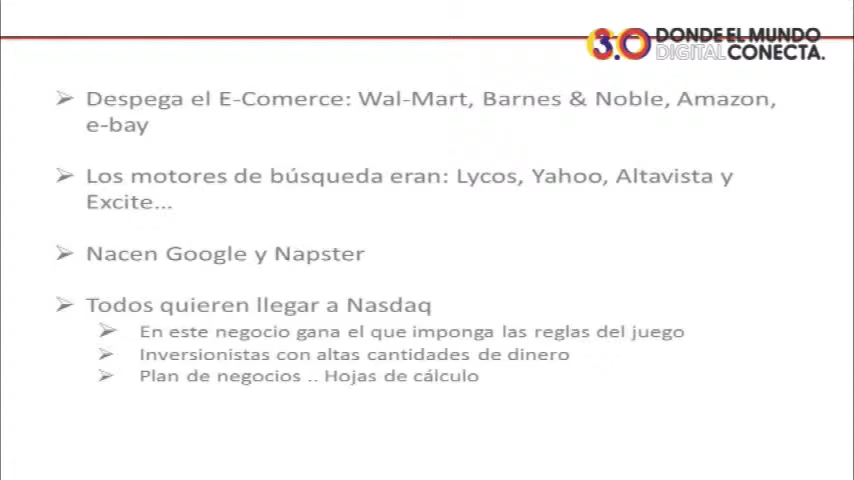 3.0 DONDE EL MUNDO
DIGITAL CONECTA.
Despega el E-Comerce: Wal-Mart, Barnes & Noble, Amazon,
e-bay
Los motores de búsqueda eran: Lycos, Yahoo, Altavista y
Excite...
Nacen Google y Napster
Todos quieren llegar a Nasdaq
En este negocio gana el que imponga las reglas del juego
Inversionistas con altas cantidades de dinero
Plan de negocios .. Hojas de cálculo